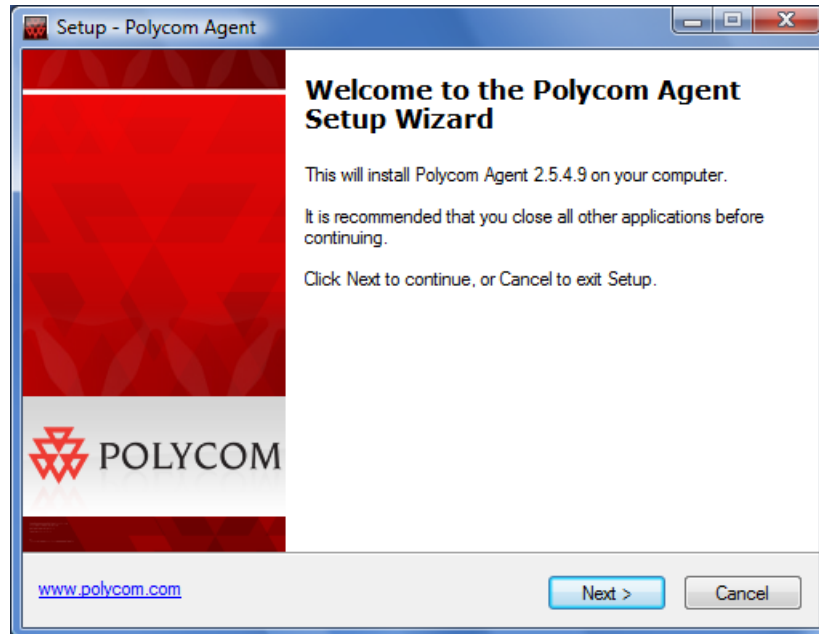 Setup - Polycom Agent
Welcome to the Polycom Agent
Setup Wizard
This will install Polycom Agent 2.5.4.9 on your computer.
It is recommended that you close all other applications before
continuing.
Click Next to continue, or Cancel to exit Setup.
POLYCOM
www.polycom.com
Next >
Cancel